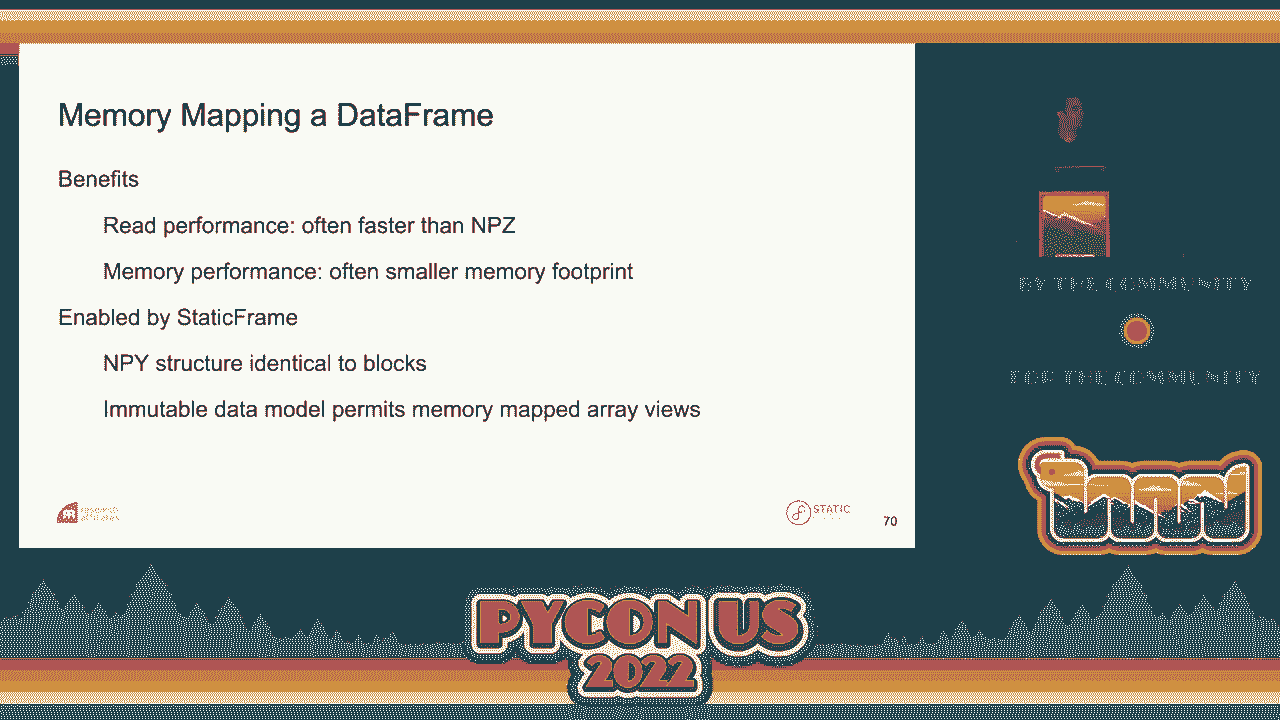 Memory Mapping a DataFrame
Benefits
Read performance: often faster than NPZ
Memory performance: often smaller memory footprint
Enabled by StaticFrame
NPY structure identical to blocks
Immutable data model permits memory mapped array views
STATIC
70
BY THE COMMUNITY
FOR THE COMMUNITY
PYCON US
2022